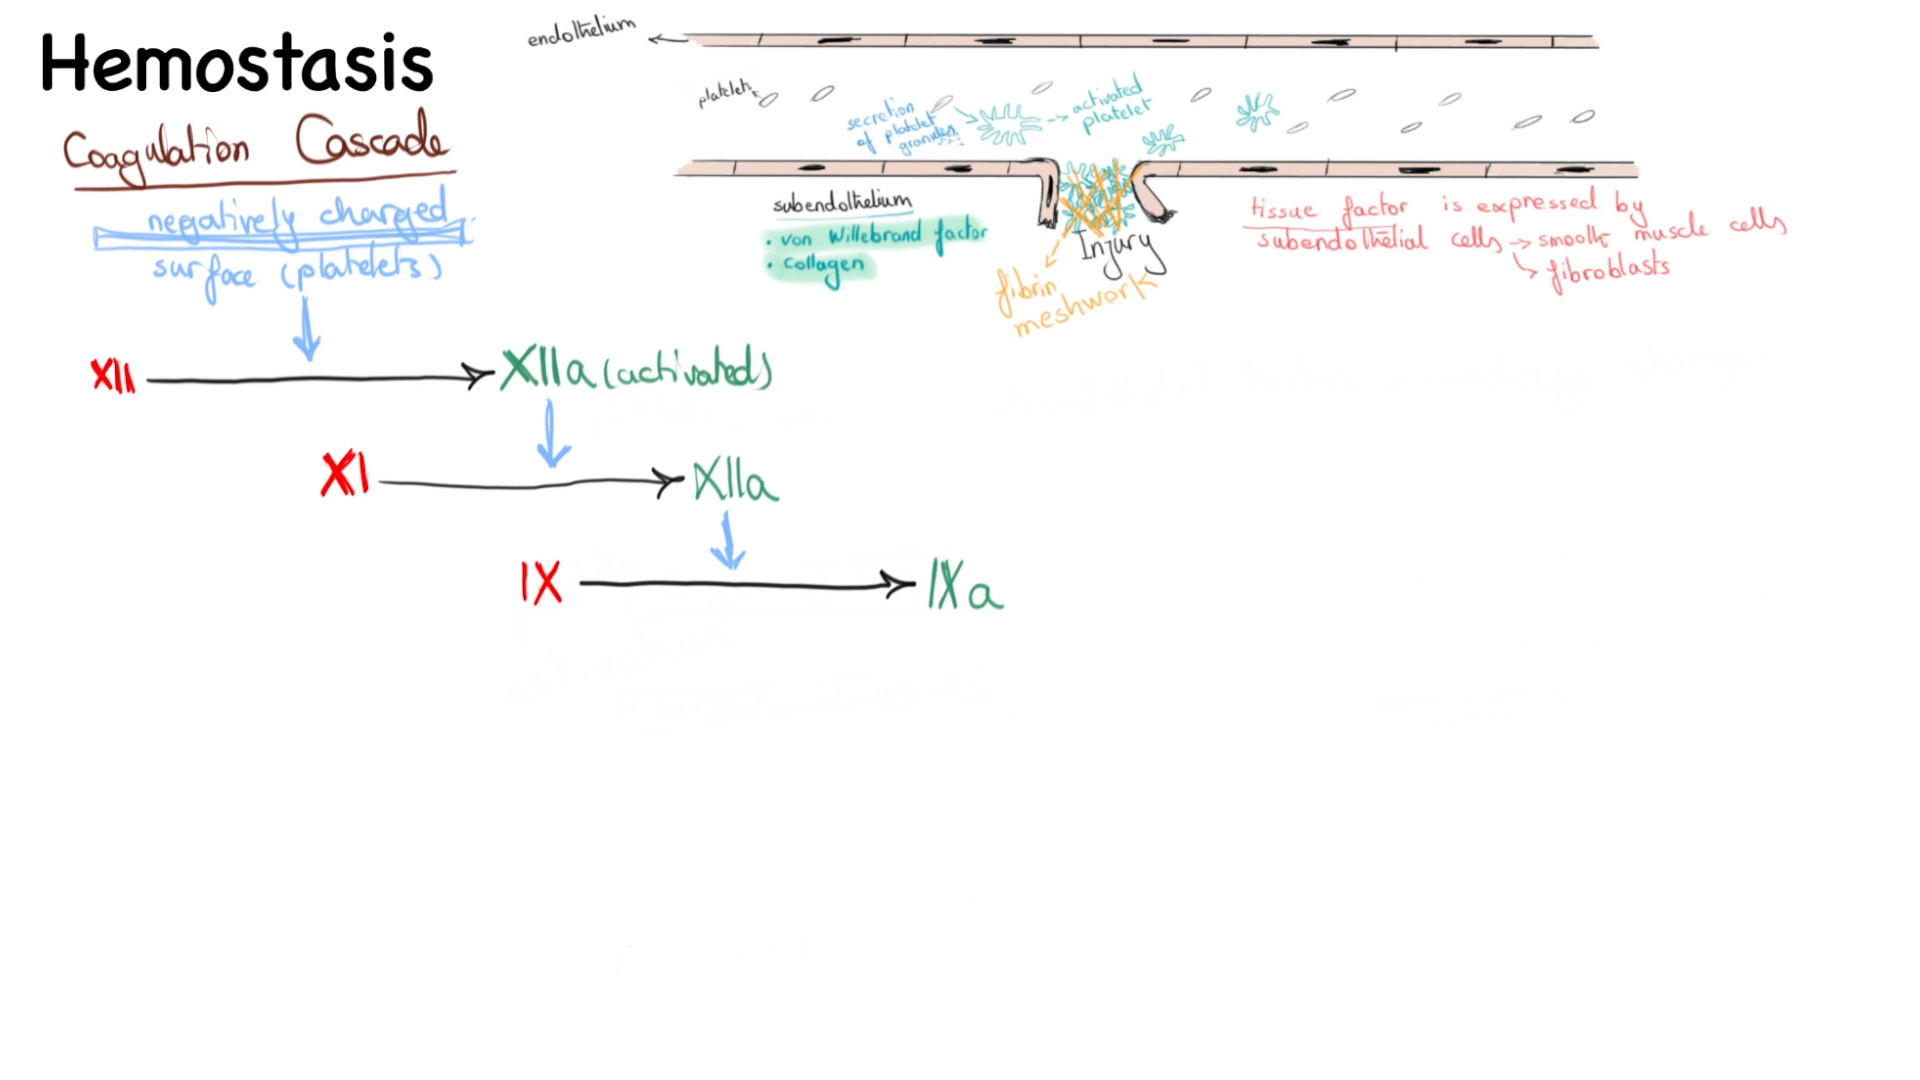 Hemostasis
Coagulation Cascade
negatively charged
surface (platelets)
endothelium
platelets
secretion
of platelet
granules
activated
platelet
subendothelium
• von Willebrand factor
• collagen
Injury
fibrin
meshwork
tissue factor is expressed by
subendothelial cells → smooth muscle cells
↳ fibroblasts
XII → XIIa (activated)
XI → XIIa
IX → IXa